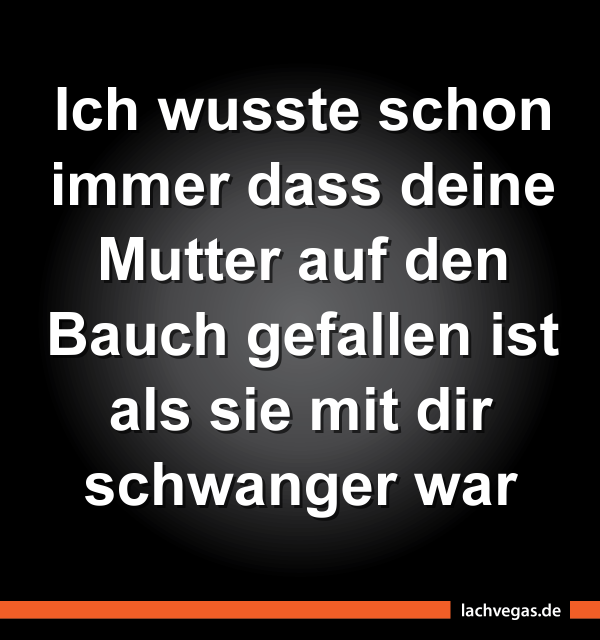 Ich wusste schon
immer dass deine
Mutter auf den
Bauch gefallen ist
als sie mit dir
schwanger war
lachvegas.de